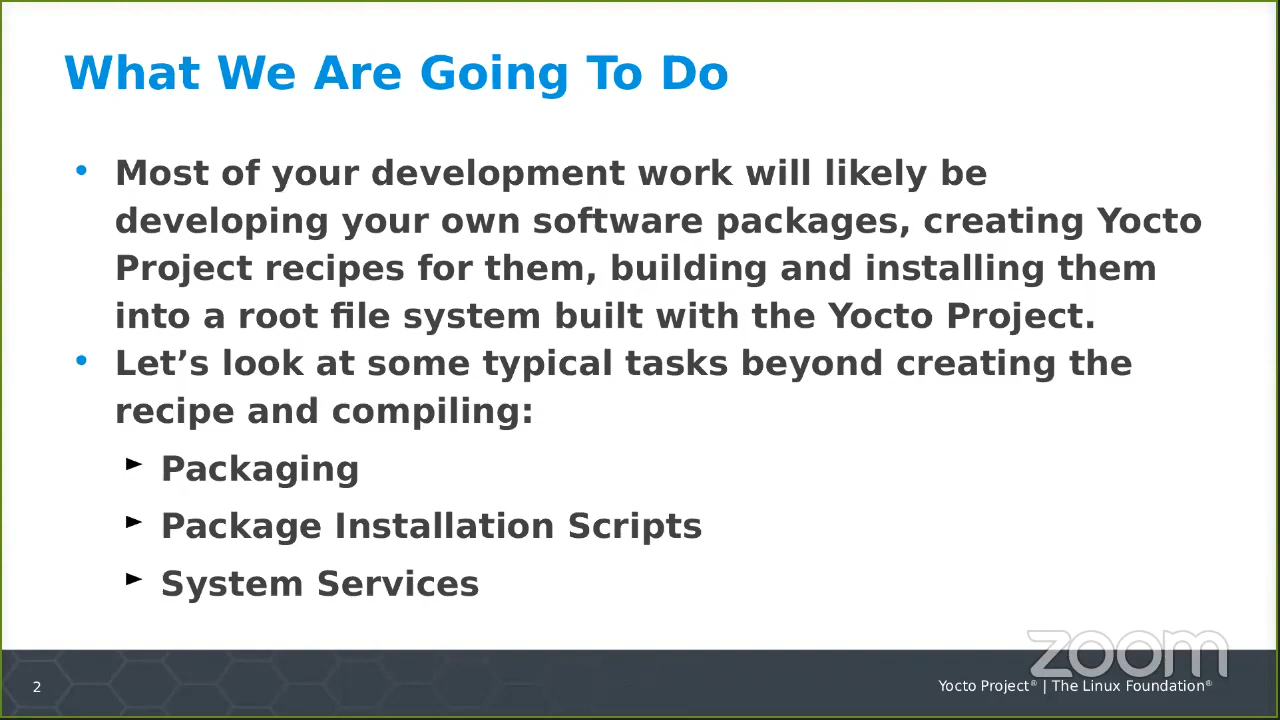 What We Are Going To Do
• Most of your development work will likely be
developing your own software packages, creating Yocto
Project recipes for them, building and installing them
into a root file system built with the Yocto Project.
• Let’s look at some typical tasks beyond creating the
recipe and compiling:
► Packaging
► Package Installation Scripts
► System Services
zoom
2
Yocto Project® | The Linux Foundation®